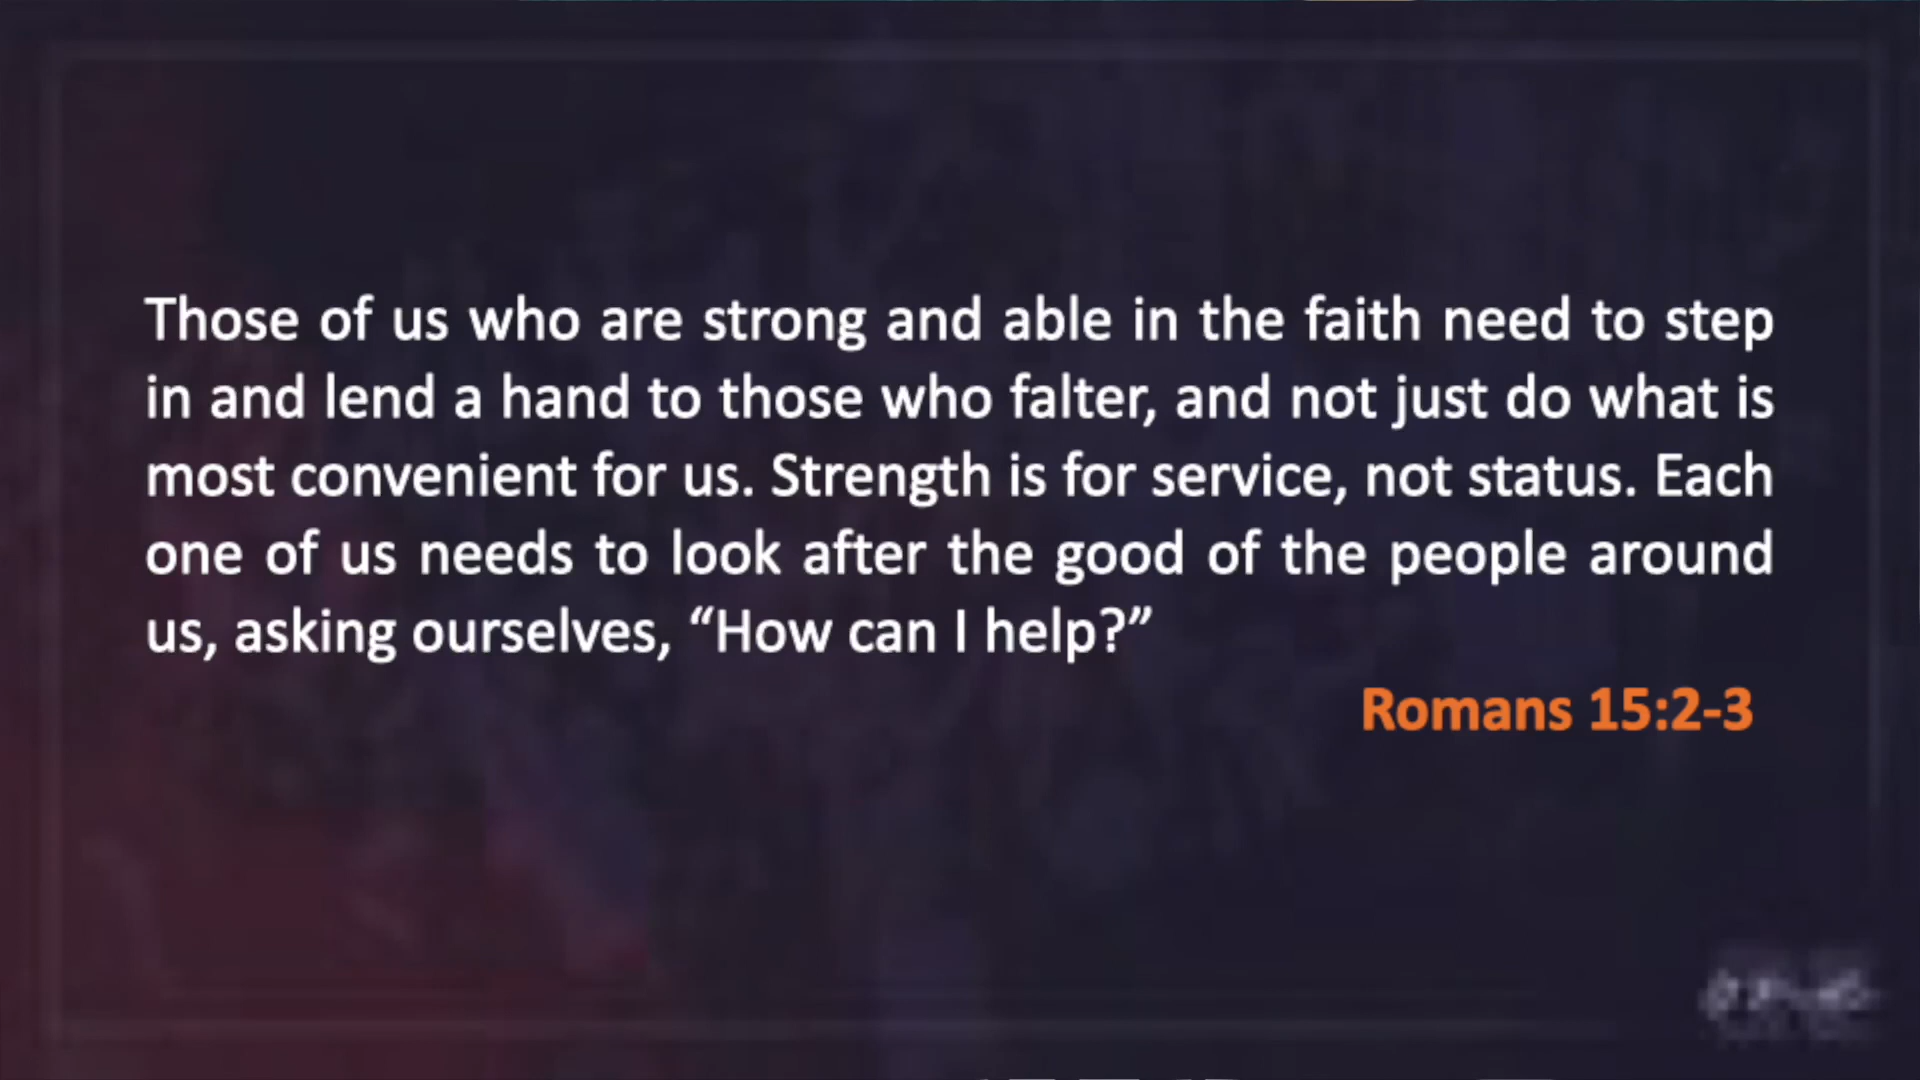 Those of us who are strong and able in the faith need to step
in and lend a hand to those who falter, and not just do what is
most convenient for us. Strength is for service, not status. Each
one of us needs to look after the good of the people around
us, asking ourselves, “How can I help?”
Romans 15:2-3